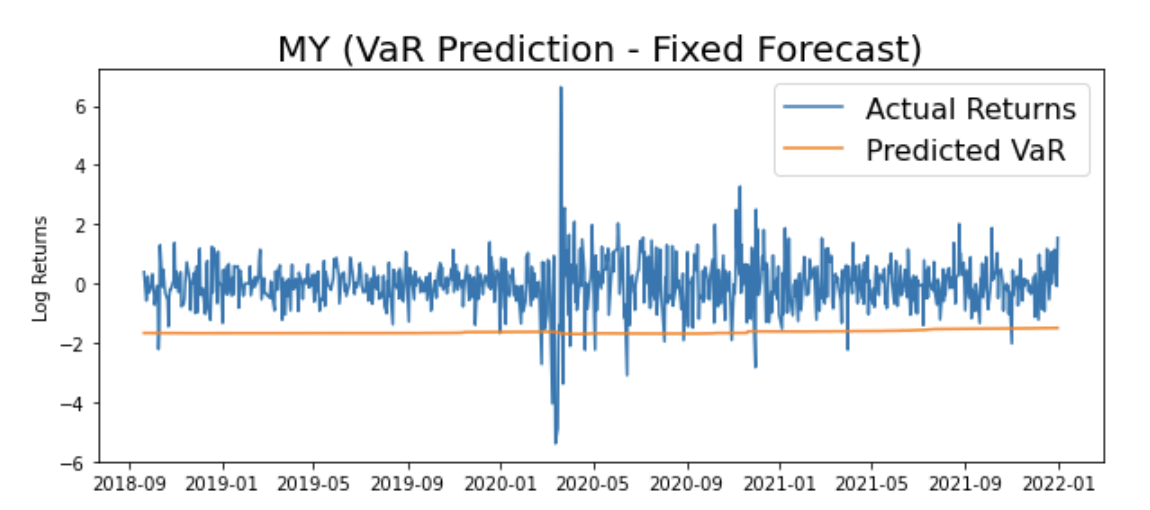 MY (VaR Prediction - Fixed Forecast)
Actual Returns
Predicted VaR
Log Returns
6
4
2
0
−2
−4
−6
2018-09 2019-01 2019-05 2019-09 2020-01 2020-05 2020-09 2021-01 2021-05 2021-09 2022-01